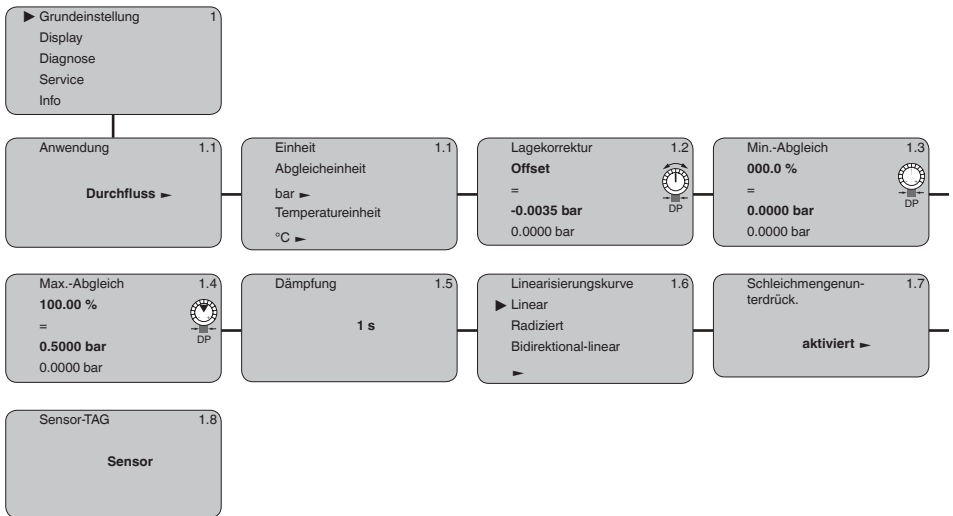 ▶ Grundeinstellung 1
Display
Diagnose
Service
Info
Anwendung 1.1
Durchfluss ►
Einheit 1.1
Abgleicheinheit
bar ►
Temperatureinheit
°C ►
Lagekorrektur 1.2
Offset
=
-0.0035 bar
0.0000 bar
DP
Min.-Abgleich 1.3
000.0 %
=
0.0000 bar
0.0000 bar
DP
Max.-Abgleich 1.4
100.00 %
=
0.5000 bar
0.0000 bar
DP
Dämpfung 1.5
1 s
Linearisierungskurve 1.6
▶ Linear
Radiziert
Bidirektional-linear
►
Schleichmengenun- 1.7
terdrück.
aktiviert ►
Sensor-TAG 1.8
Sensor